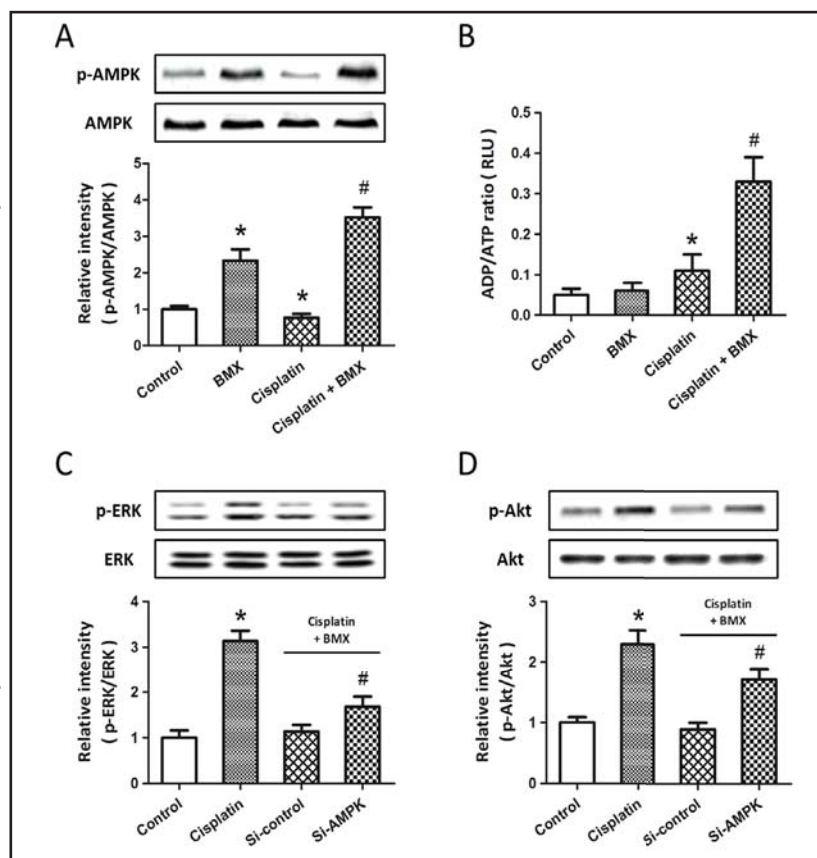 A
p-AMPK
AMPK
Relative intensity
( p-AMPK/AMPK)
5
4
3
2
1
0
*
*
#
Control
BMX
Cisplatin
Cisplatin + BMX
B
ADP/ATP ratio ( RLU )
0.5
0.4
0.3
0.2
0.1
0.0
*
#
Control
BMX
Cisplatin
Cisplatin + BMX
C
p-ERK
ERK
Relative intensity
( p-ERK/ERK)
4
3
2
1
0
*
Cisplatin
+ BMX
#
Control
Cisplatin
Si-control
Si-AMPK
D
p-Akt
Akt
Relative intensity
( p-Akt/Akt)
3
2
1
0
*
Cisplatin
+ BMX
#
Control
Cisplatin
Si-control
Si-AMPK